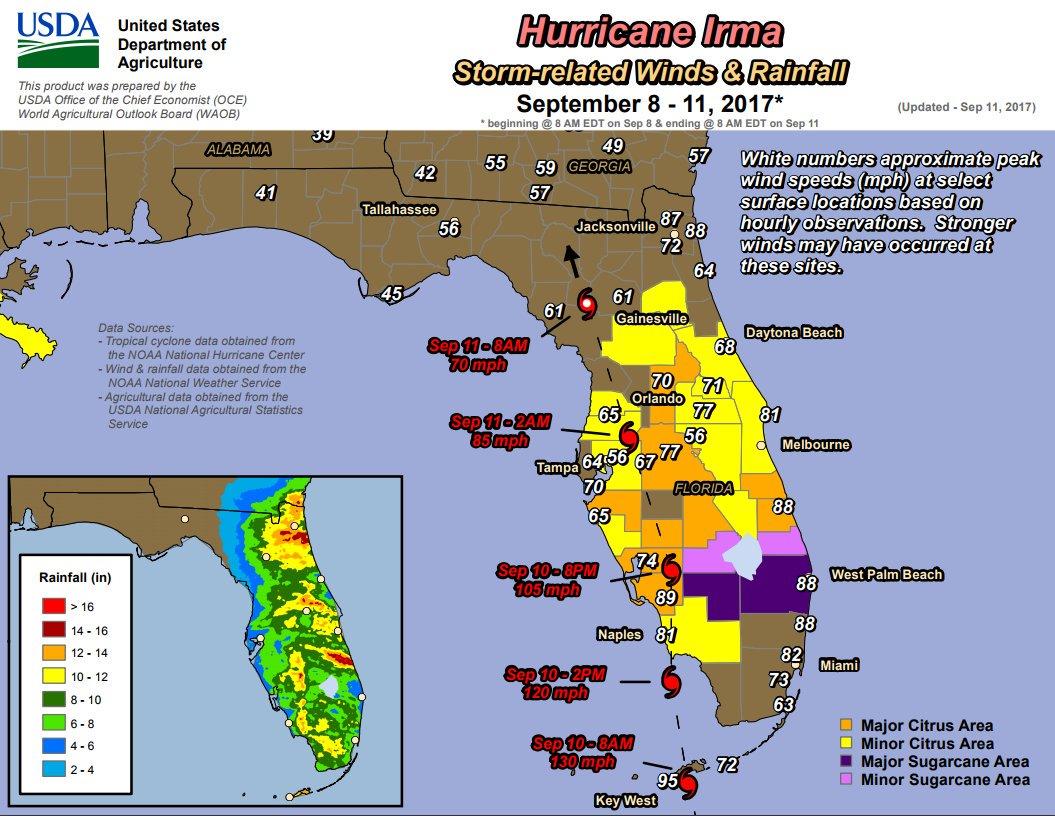 USDA
United States
Department of
Agriculture
This product was prepared by the
USDA Office of the Chief Economist (OCE)
World Agricultural Outlook Board (WAOB)
Hurricane Irma
Storm-related Winds & Rainfall
September 8 - 11, 2017*
* beginning @ 8 AM EDT on Sep 8 & ending @ 8 AM EDT on Sep 11
(Updated - Sep 11, 2017)
White numbers approximate peak
wind speeds (mph) at select
surface locations based on
hourly observations. Stronger
winds may have occurred at
these sites.
39
ALABAMA
41
42
55
59
49
GEORGIA
57
57
Tallahassee
56
Jacksonville
87
88
72
64
45
61
61
Gainesville
Sep 11 - 8AM
70 mph
Daytona Beach
68
70
71
Orlando
77
65
81
Sep 11 - 2AM
85 mph
56
77
Melbourne
Tampa
64
56
67
70
FLORIDA
65
88
74
Sep 10 - 8PM
105 mph
89
88
West Palm Beach
88
Naples
81
82
Miami
73
63
Sep 10 - 2PM
120 mph
Sep 10 - 8AM
130 mph
72
95
Key West
Data Sources:
- Tropical cyclone data obtained from
the NOAA National Hurricane Center
- Wind & rainfall data obtained from the
NOAA National Weather Service
- Agricultural data obtained from the
USDA National Agricultural Statistics
Service
Rainfall (in)
> 16
14 - 16
12 - 14
10 - 12
8 - 10
6 - 8
4 - 6
2 - 4
Major Citrus Area
Minor Citrus Area
Major Sugarcane Area
Minor Sugarcane Area